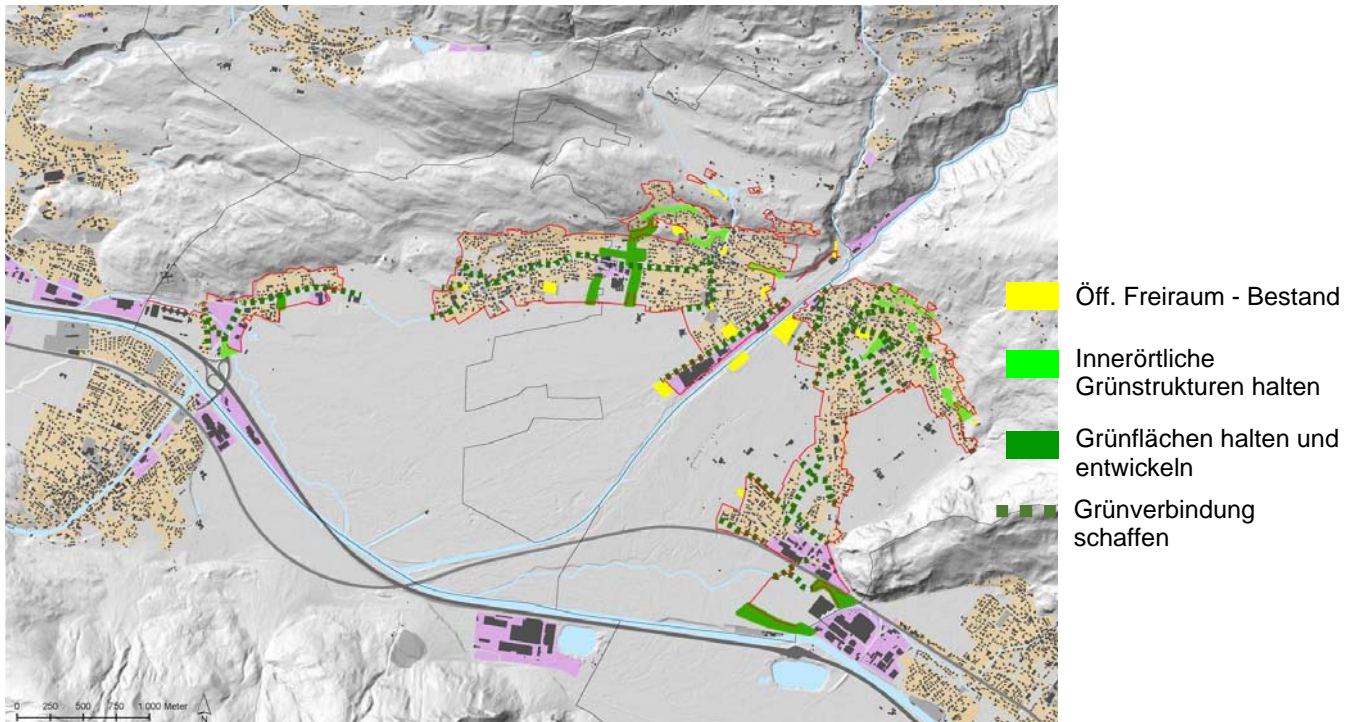 Öff. Freiraum - Bestand
Innerörtliche
Grünstrukturen halten
Grünflächen halten und
entwickeln
Grünverbindung
schaffen
0 250 500 750 1.000 Meter
N